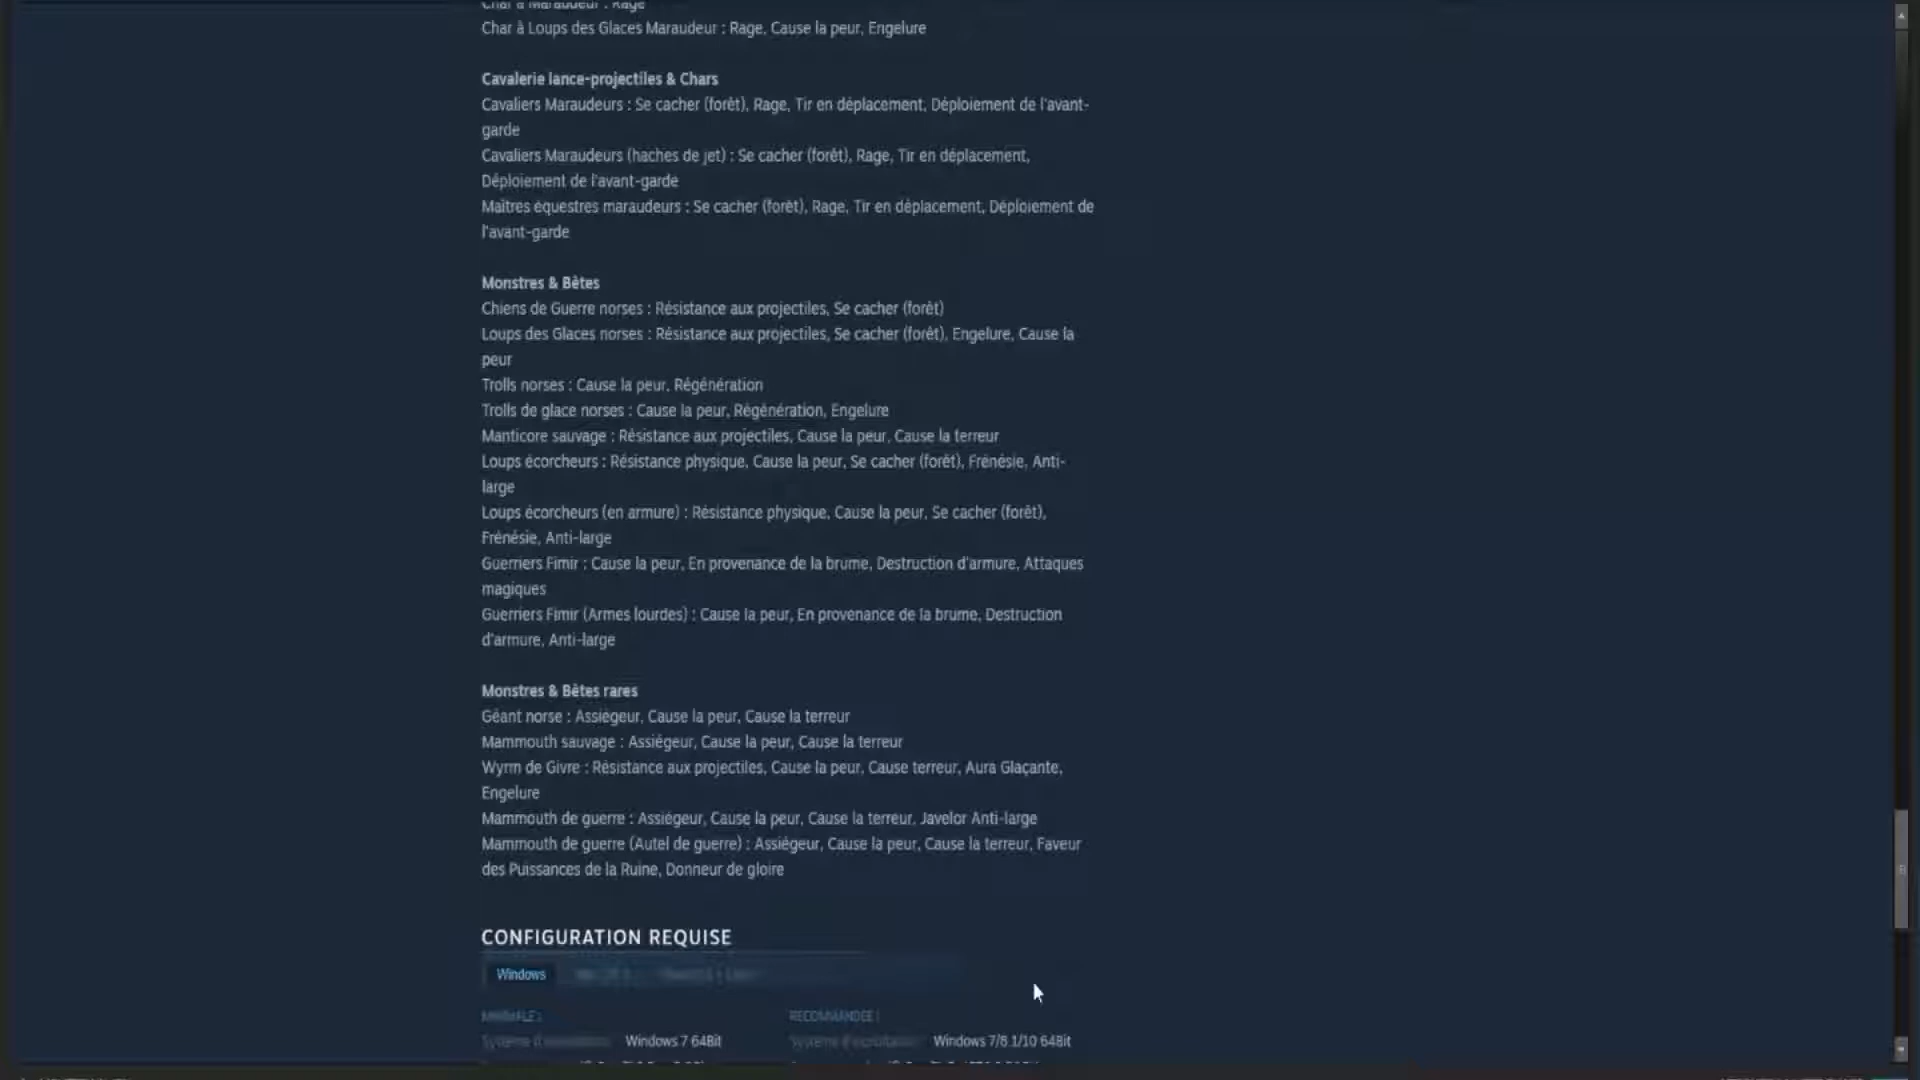 Char à Maraudeur : Rage
Char à Loups des Glaces Maraudeur : Rage, Cause la peur, Engelure
Cavalerie lance-projectiles & Chars
Cavaliers Maraudeurs : Se cacher (forêt), Rage, Tir en déplacement, Déploiement de l'avant-
garde
Cavaliers Maraudeurs (haches de jet) : Se cacher (forêt), Rage, Tir en déplacement,
Déploiement de l'avant-garde
Maîtres équestres maraudeurs : Se cacher (forêt), Rage, Tir en déplacement, Déploiement de
l'avant-garde
Monstres & Bêtes
Chiens de Guerre norses : Résistance aux projectiles, Se cacher (forêt)
Loups des Glaces norses : Résistance aux projectiles, Se cacher (forêt), Engelure, Cause la
peur
Trolls norses : Cause la peur, Régénération
Trolls de glace norses : Cause la peur, Régénération, Engelure
Manticore sauvage : Résistance aux projectiles, Cause la peur, Cause la terreur
Loups écorcheurs : Résistance physique, Cause la peur, Se cacher (forêt), Frénésie, Anti-
large
Loups écorcheurs (en armure) : Résistance physique, Cause la peur, Se cacher (forêt),
Frénésie, Anti-large
Guerriers Fimir : Cause la peur, En provenance de la brume, Destruction d'armure, Attaques
magiques
Guerriers Fimir (Armes lourdes) : Cause la peur, En provenance de la brume, Destruction
d'armure, Anti-large
Monstres & Bêtes rares
Géant norse : Assiégeur, Cause la peur, Cause la terreur
Mammouth sauvage : Assiégeur, Cause la peur, Cause la terreur
Wyrm de Givre : Résistance aux projectiles, Cause la peur, Cause terreur, Aura Glaçante,
Engelure
Mammouth de guerre : Assiégeur, Cause la peur, Cause la terreur, Javelor Anti-large
Mammouth de guerre (Autel de guerre) : Assiégeur, Cause la peur, Cause la terreur, Faveur
des Puissances de la Ruine, Donneur de gloire
CONFIGURATION REQUISE
Windows
MINIMALE : RECOMMANDÉE :
Système d'exploitation : Windows 7 64Bit Système d'exploitation : Windows 7/8.1/10 64Bit